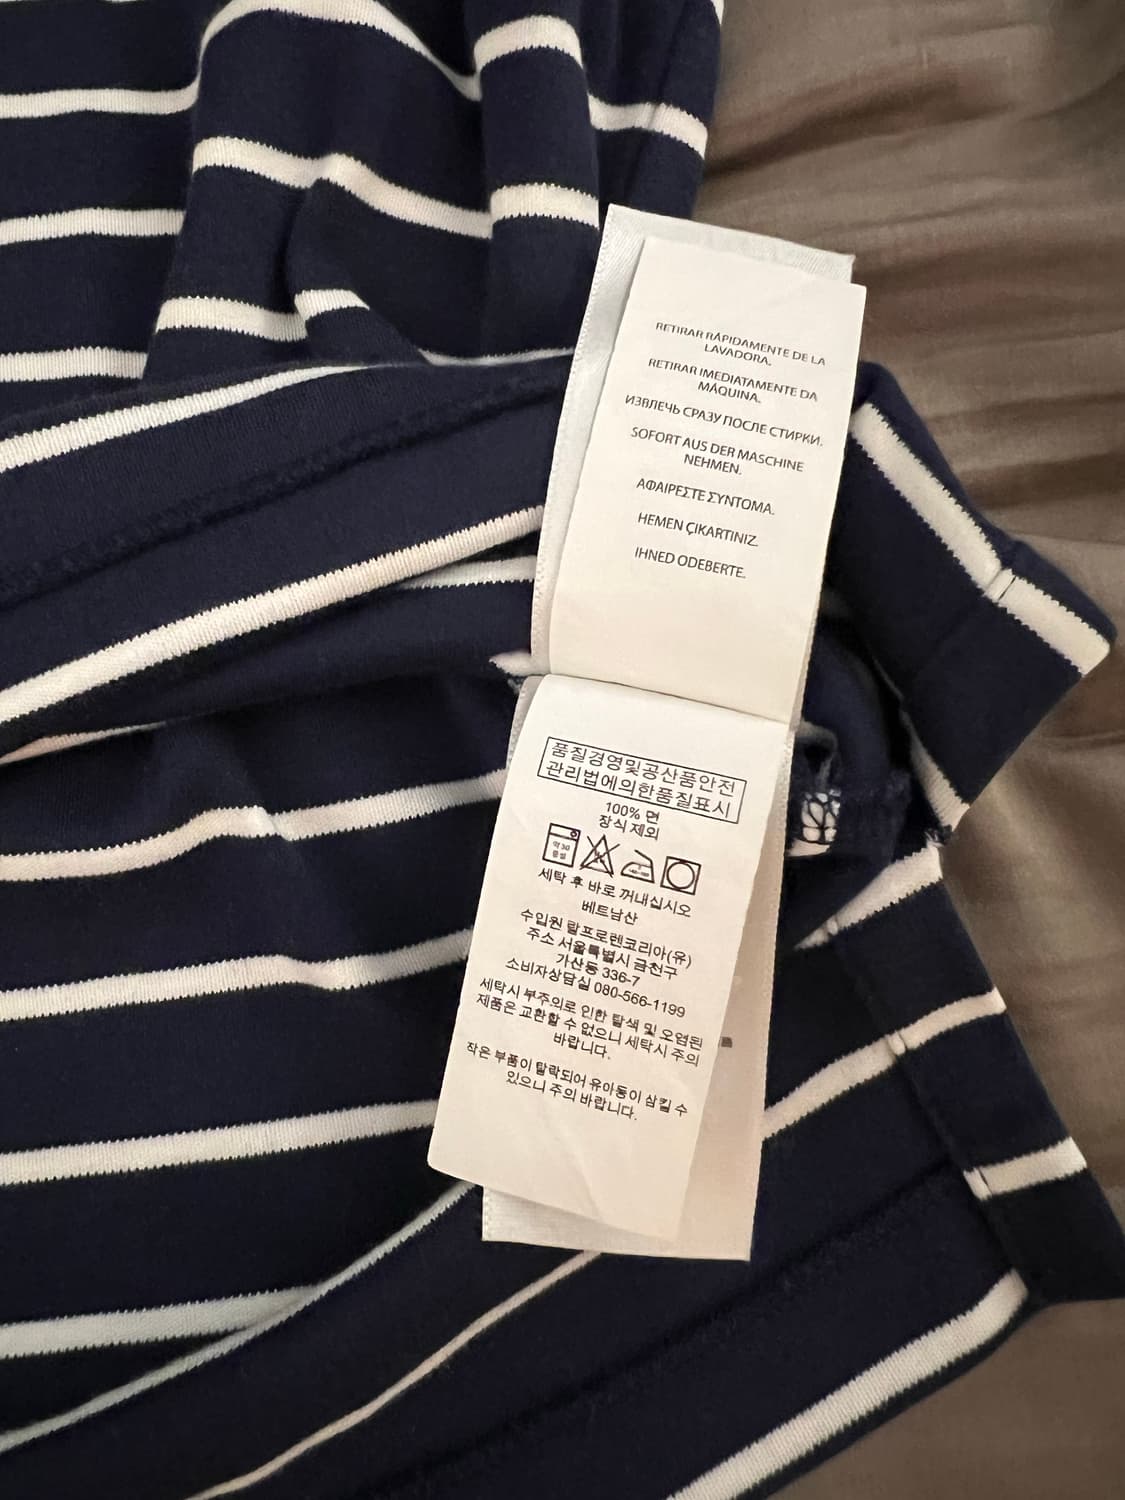 RETIRAR RÁPIDAMENTE DE LA
LAVADORA.
RETIRAR IMEDIATAMENTE DA
MÁQUINA.
ИЗВЛЕЧЬ СРАЗУ ПОСЛЕ СТИРКИ.
SOFORT AUS DER MASCHINE
NEHMEN.
ΑΦΑΙΡΕΣΤΕ ΣΥΝΤΟΜΑ.
HEMEN ÇIKARTINIZ.
IHNED ODEBERTE.
품질경영및공산품안전
관리법에의한품질표시
100% 면
장식 제외
약 30
중성
세탁 후 바로 꺼내십시오
베트남산
수입원 랄프로렌코리아(유)
주소 서울특별시 금천구
가산동 336-7
소비자상담실 080-566-1199
세탁시 부주의로 인한 탈색 및 오염된
제품은 교환할 수 없으니 세탁시 주의
바랍니다.
작은 부품이 탈락되어 유아동이 삼킬 수
있으니 주의 바랍니다.